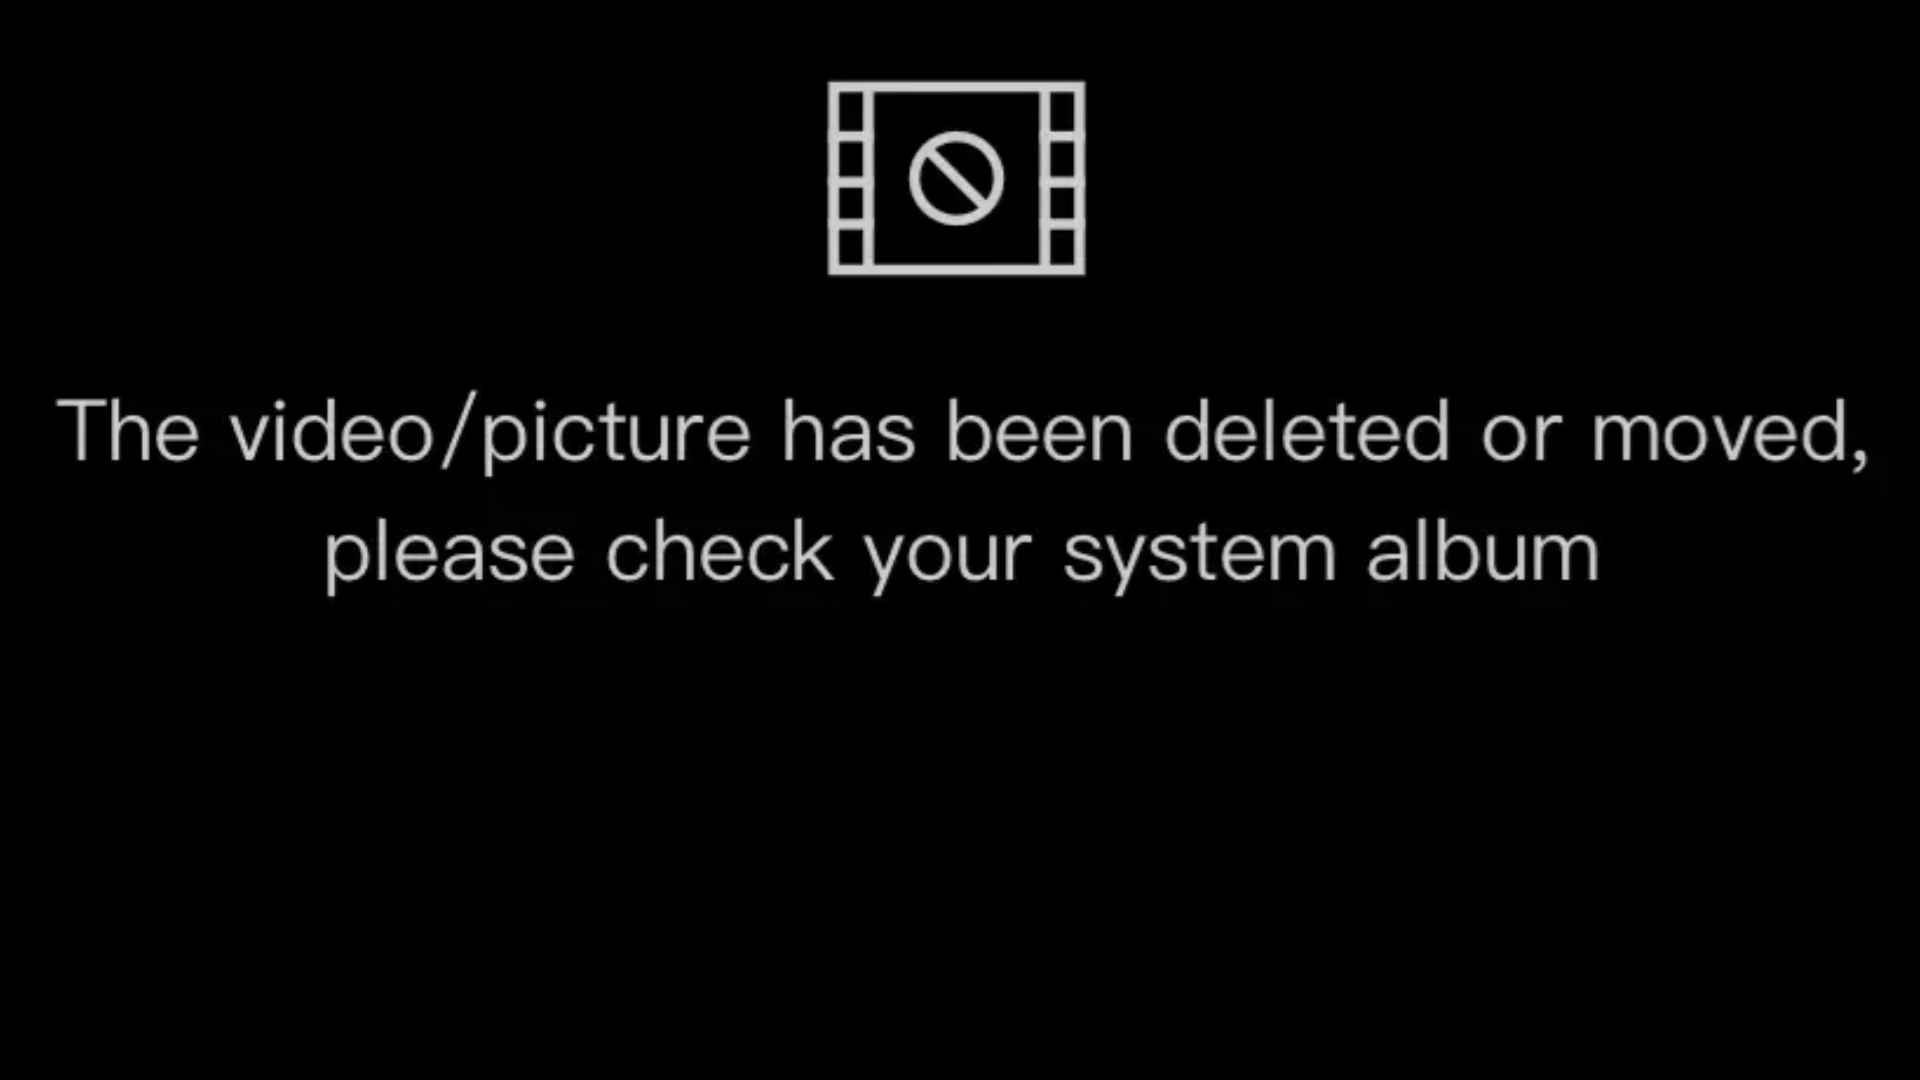 The video/picture has been deleted or moved,
please check your system album